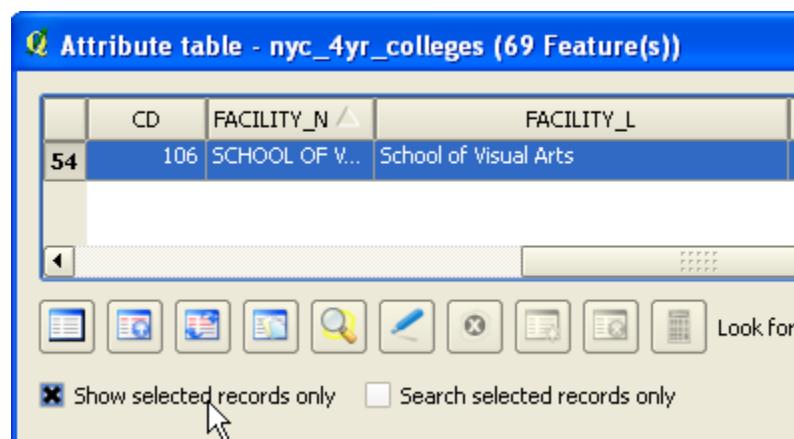 Attribute table - nyc_4yr_colleges (69 Feature(s))
CD FACILITY_N FACILITY_L
54 106 SCHOOL OF V... School of Visual Arts
Look for
Show selected records only Search selected records only